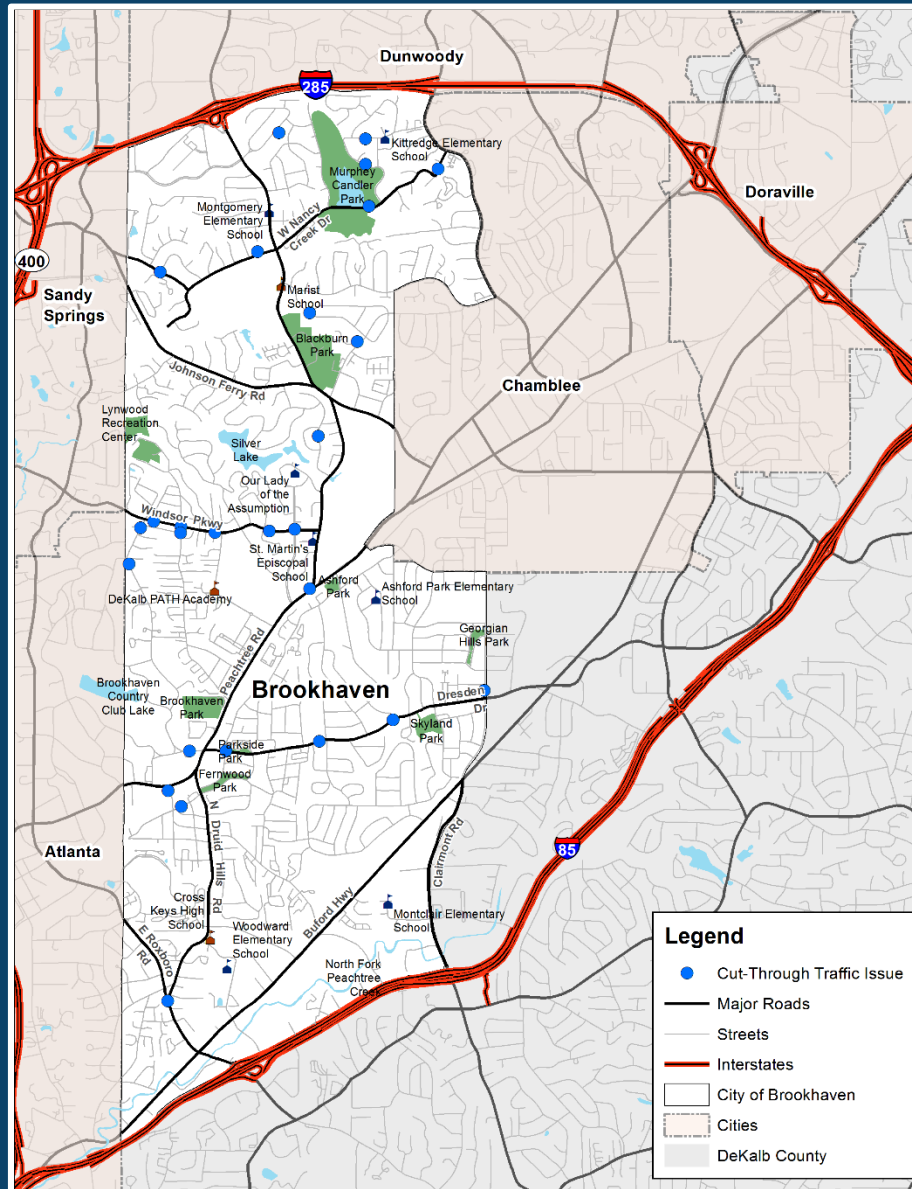 Dunwoody
285
Kittredge Elementary
School
Murphey
Candler
Park
Doraville
Montgomery
Elementary
School
W Nancy
Creek Dr
400
Sandy
Springs
Marist
School
Blackburn
Park
Chamblee
Johnson Ferry Rd
Lynwood
Recreation
Center
Silver
Lake
Our Lady
of the
Assumption
Windsor Pkwy
St. Martin's
Episcopal
School
Ashford
Park
DeKalb PATH Academy
Ashford Park Elementary
School
Georgian
Hills Park
Peachtree Rd
Brookhaven
Brookhaven
Country
Club Lake
Brookhaven
Park
Dresden
Dr
Skyland
Park
Parkside
Park
Fernwood
Park
N Druid Hills Rd
Atlanta
85
Clairmont Rd
Buford Hwy
Cross
Keys High
School
Woodward
Elementary
School
Montclair Elementary
School
E Roxboro
Rd
North Fork
Peachtree
Creek
Legend
Cut-Through Traffic Issue
Major Roads
Streets
Interstates
City of Brookhaven
Cities
DeKalb County